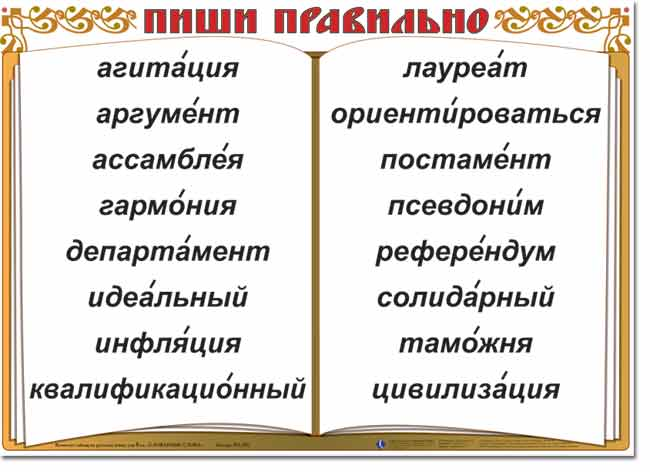 ПИШИ ПРАВИЛЬНО
агита́ция
аргуме́нт
ассамбле́я
гармо́ния
департа́мент
идеа́льный
инфля́ция
квалификацио́нный
лауреа́т
ориенти́роваться
постаме́нт
псевдони́м
рефере́ндум
солида́рный
тамо́жня
цивилиза́ция